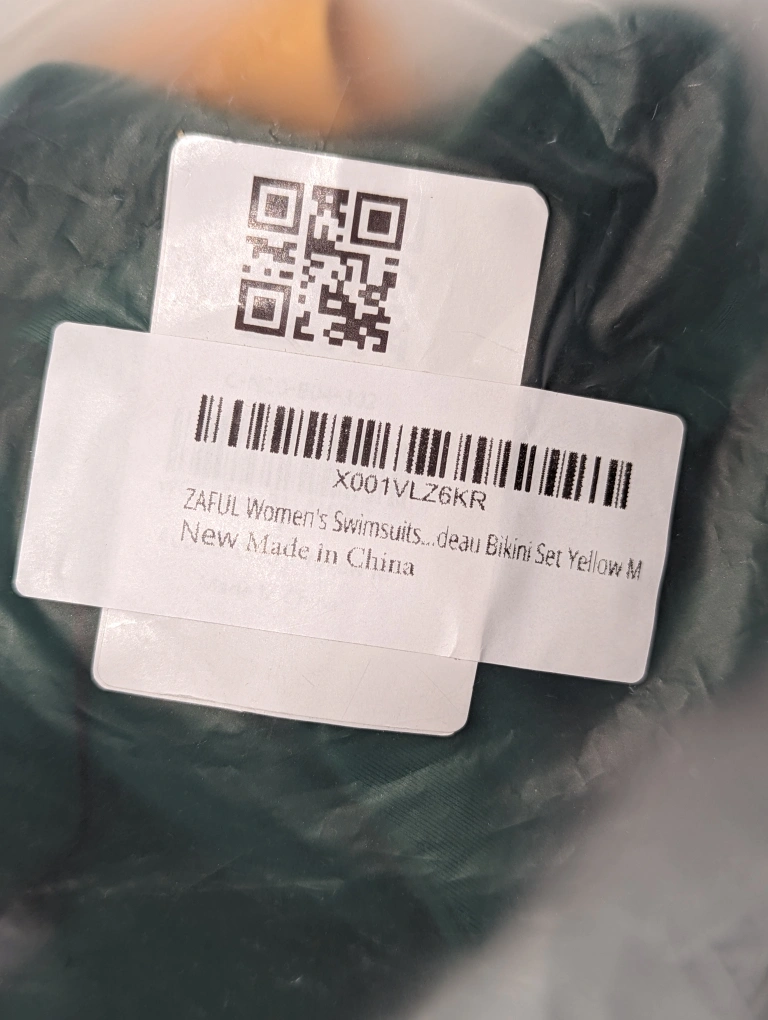 X001VLZ6KR
ZAFUL Women's Swimsuits...deau Bikini Set Yellow M
New Made in China